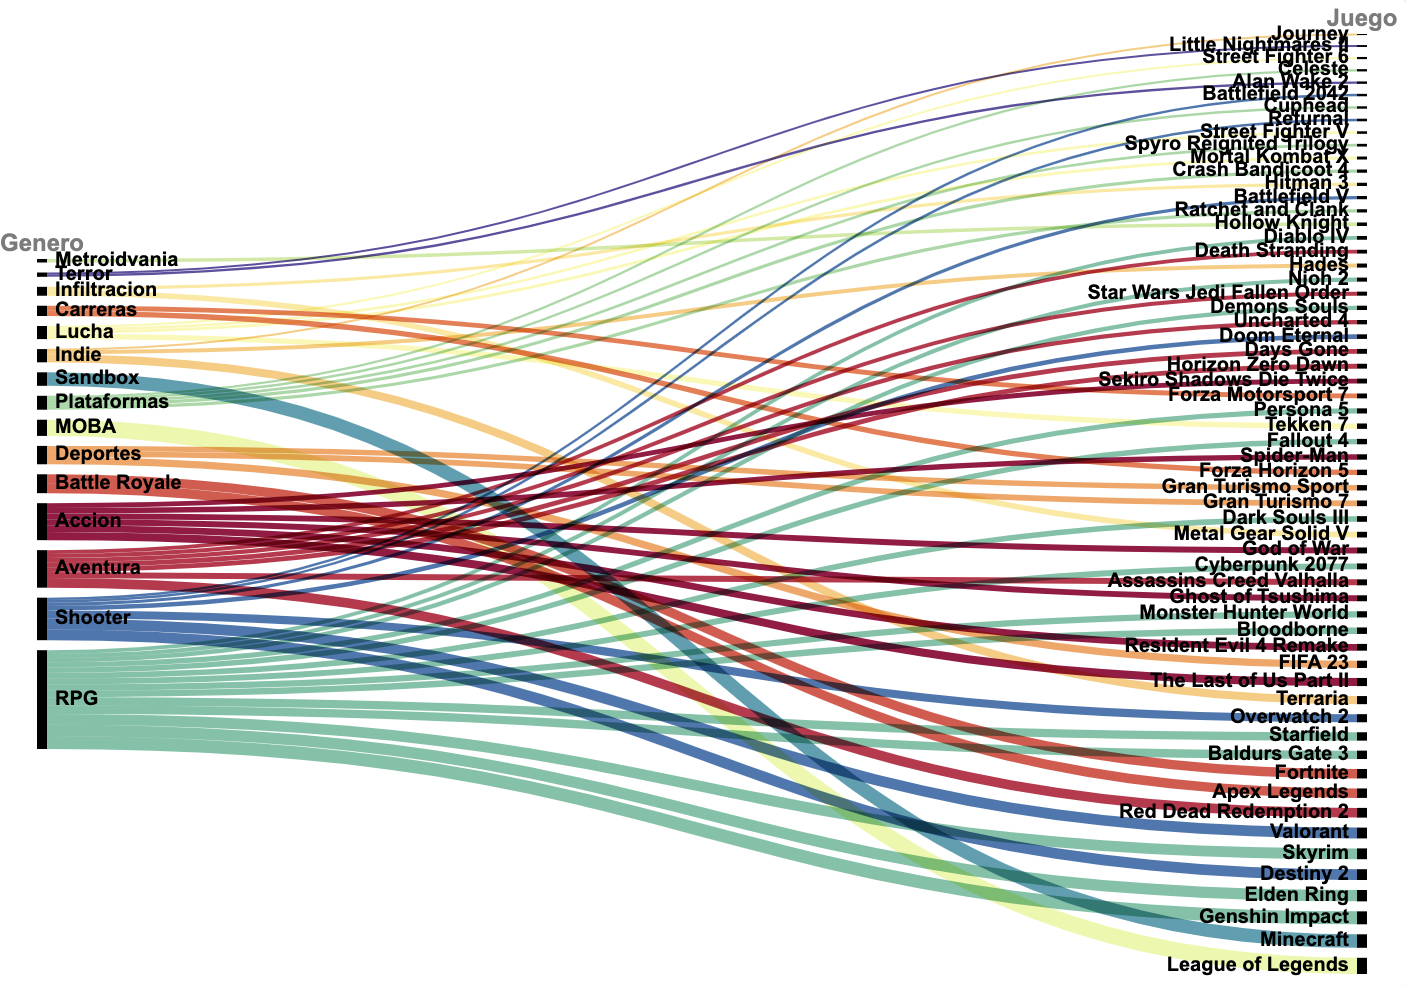 Juego
Journey
Little Nightmares II
Street Fighter 6
Celeste
Alan Wake 2
Battlefield 2042
Cuphead
Returnal
Street Fighter V
Spyro Reignited Trilogy
Mortal Kombat X
Crash Bandicoot 4
Hitman 3
Battlefield V
Ratchet and Clank
Hollow Knight
Diablo IV
Death Stranding
Hades
Nioh 2
Star Wars Jedi Fallen Order
Demons Souls
Uncharted 4
Doom Eternal
Days Gone
Horizon Zero Dawn
Sekiro Shadows Die Twice
Forza Motorsport 7
Persona 5
Tekken 7
Fallout 4
Spider-Man
Forza Horizon 5
Gran Turismo Sport
Gran Turismo 7
Dark Souls III
Metal Gear Solid V
God of War
Cyberpunk 2077
Assassins Creed Valhalla
Ghost of Tsushima
Monster Hunter World
Bloodborne
Resident Evil 4 Remake
FIFA 23
The Last of Us Part II
Terraria
Overwatch 2
Starfield
Baldurs Gate 3
Fortnite
Apex Legends
Red Dead Redemption 2
Valorant
Skyrim
Destiny 2
Elden Ring
Genshin Impact
Minecraft
League of Legends
Genero
Metroidvania
Terror
Infiltracion
Carreras
Lucha
Indie
Sandbox
Plataformas
MOBA
Deportes
Battle Royale
Accion
Aventura
Shooter
RPG